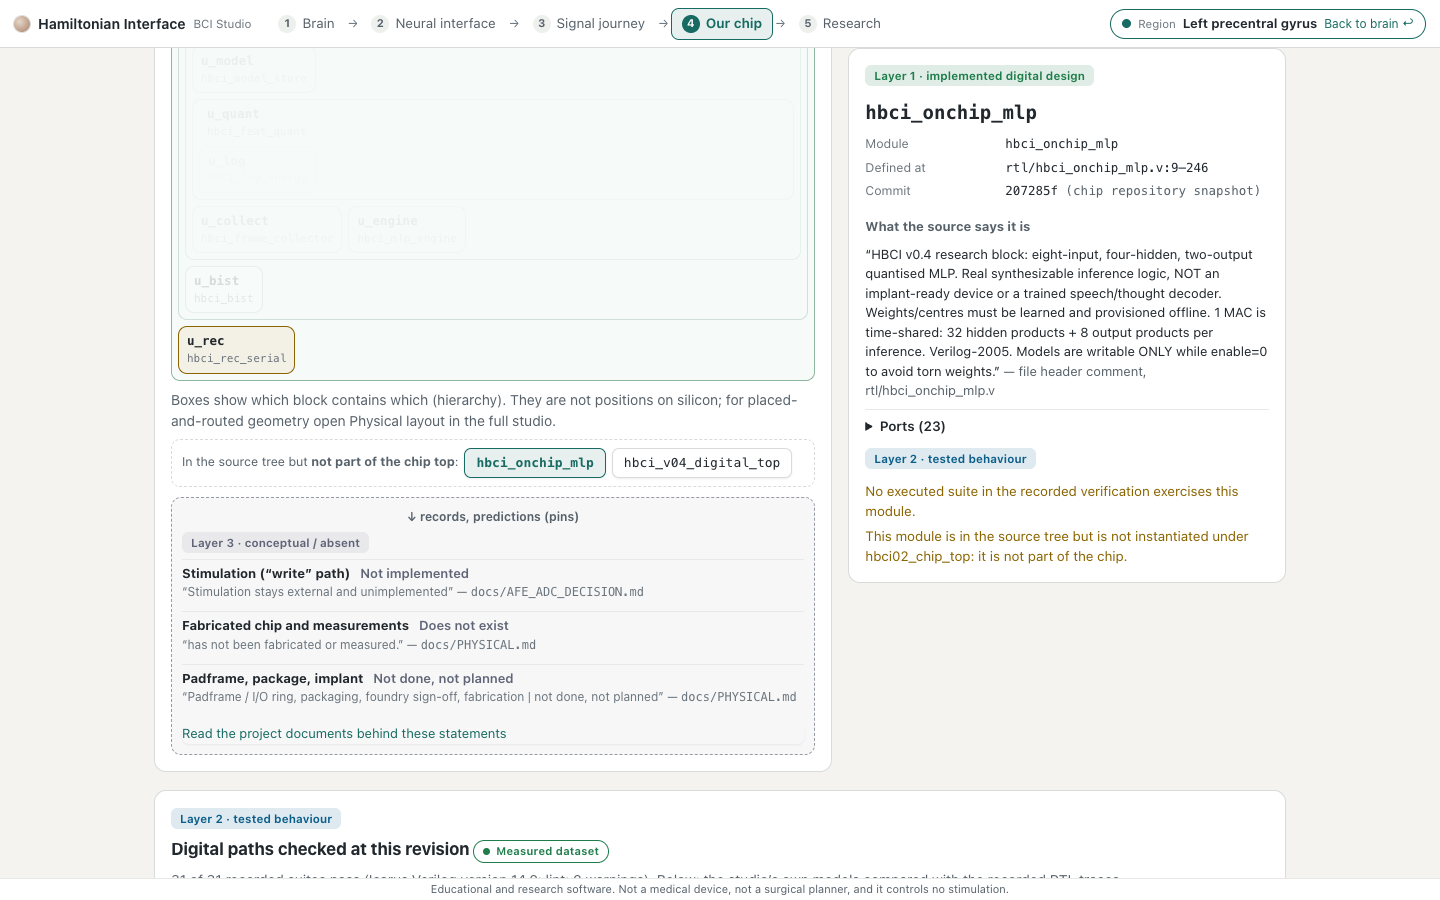 Hamiltonian Interface BCI Studio 1 Brain → 2 Neural interface → 3 Signal journey → 4 Our chip → 5 Research Region Left precentral gyrus Back to brain ↩
u_model
hbci_model_store
u_quant
hbci_four_quant
u_log
u_collect u_engine
hbci_frame_collector hbci_mlp_engine
u_bist
hbci_bist
u_rec
hbci_rec_serial
Boxes show which block contains which (hierarchy). They are not positions on silicon; for placed-
and-routed geometry open Physical layout in the full studio.
In the source tree but not part of the chip top: hbci_onchip_mlp hbci_v04_digital_top
↓ records, predictions (pins)
Layer 3 · conceptual / absent
Stimulation (“write” path) Not implemented
“Stimulation stays external and unimplemented” — docs/AFE_ADC_DECISION.md
Fabricated chip and measurements Does not exist
“has not been fabricated or measured.” — docs/PHYSICAL.md
Padframe, package, implant Not done, not planned
“Padframe / I/O ring, packaging, foundry sign-off, fabrication | not done, not planned” — docs/PHYSICAL.md
Read the project documents behind these statements
Layer 1 · implemented digital design
hbci_onchip_mlp
Module hbci_onchip_mlp
Defined at rtl/hbci_onchip_mlp.v:9–246
Commit 207285f (chip repository snapshot)
What the source says it is
“HBCI v0.4 research block: eight-input, four-hidden, two-output
quantised MLP. Real synthesizable inference logic, NOT an
implant-ready device or a trained speech/thought decoder.
Weights/centres must be learned and provisioned offline. 1 MAC is
time-shared: 32 hidden products + 8 output products per
inference. Verilog-2005. Models are writable ONLY while enable=0
to avoid torn weights.” — file header comment,
rtl/hbci_onchip_mlp.v
▶ Ports (23)
Layer 2 · tested behaviour
No executed suite in the recorded verification exercises this
module.
This module is in the source tree but is not instantiated under
hbci02_chip_top: it is not part of the chip.
Layer 2 · tested behaviour
Digital paths checked at this revision Measured dataset
Educational and research software. Not a medical device, not a surgical planner, and it controls no stimulation.